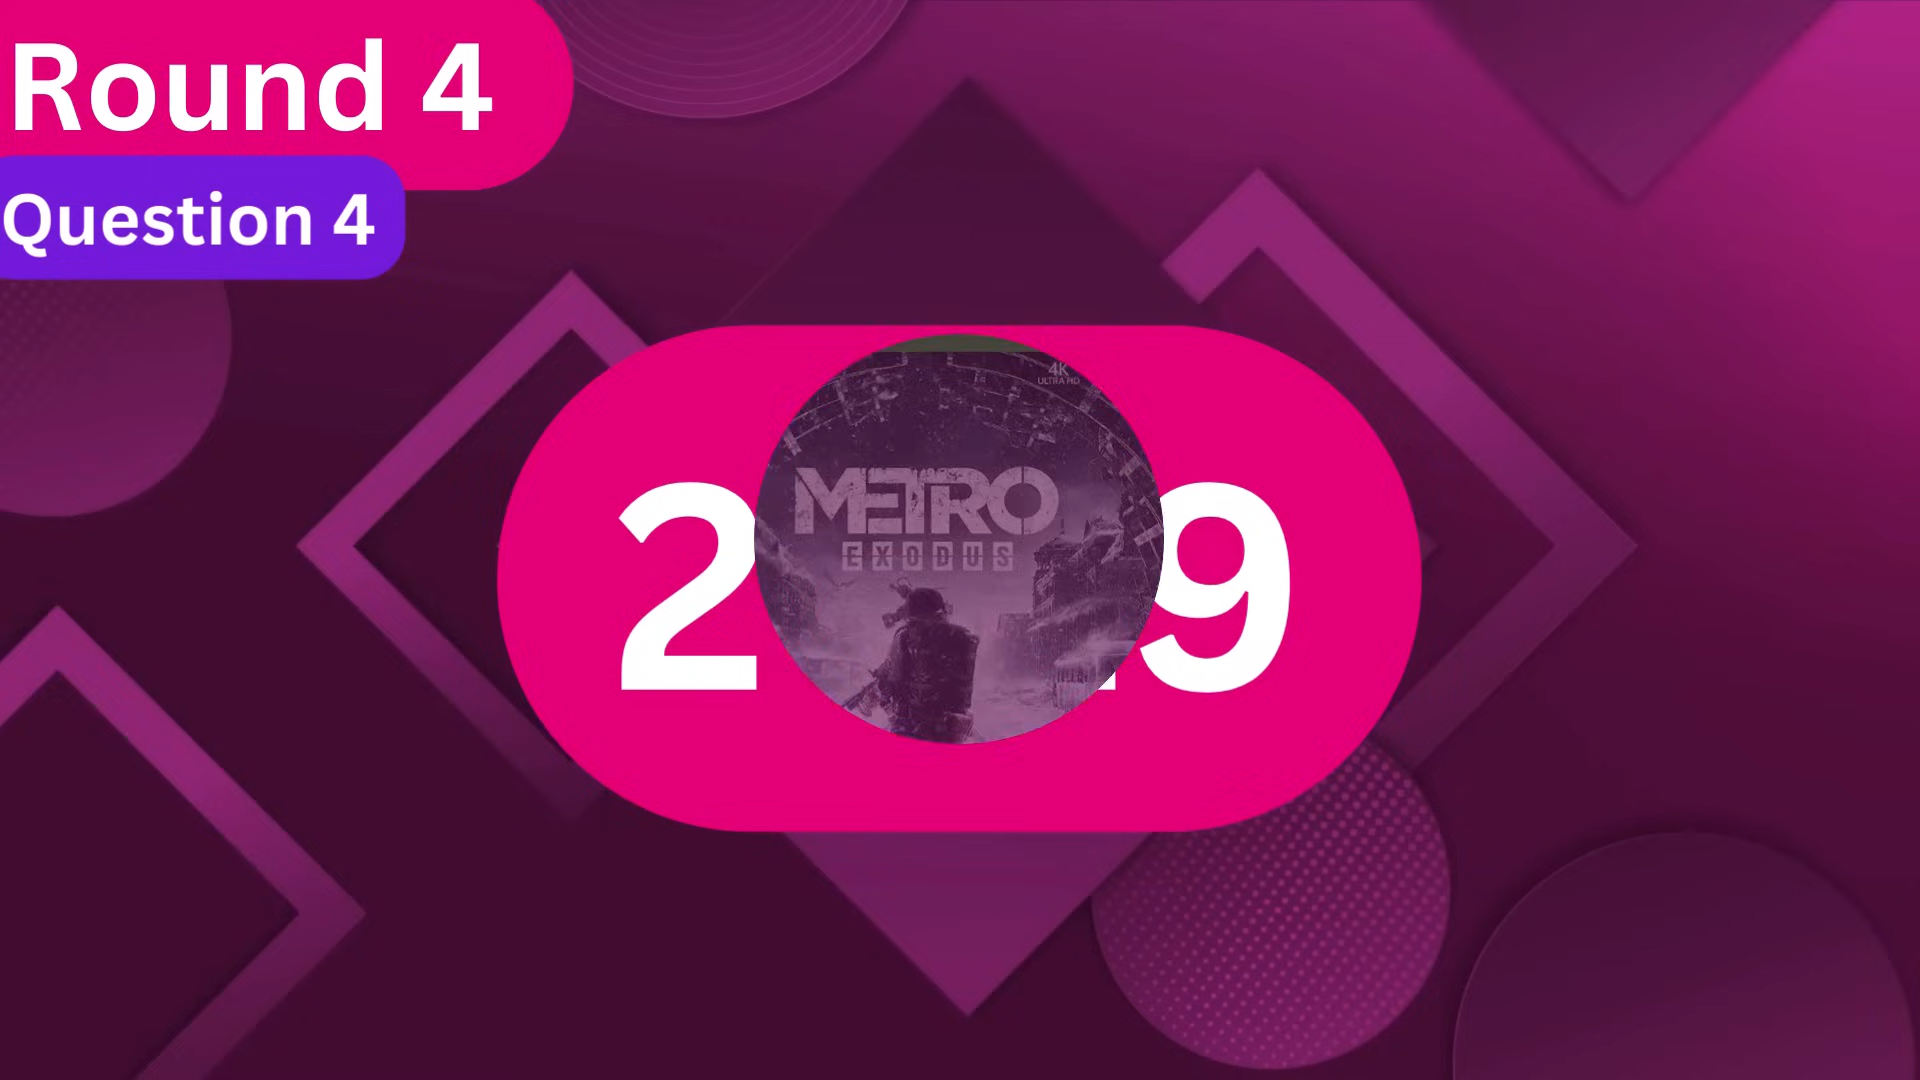 Round 4
Question 4
4K
ULTRA HD
METRO
EXODUS
2 9